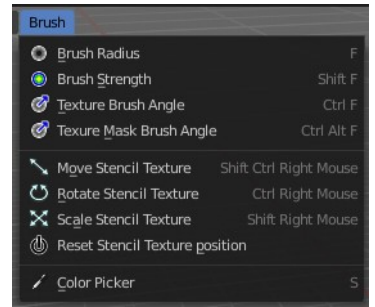 Brush
Brush Radius F
Brush Strength Shift F
Texture Brush Angle Ctrl F
Texure Mask Brush Angle Ctrl Alt F
Move Stencil Texture Shift Ctrl Right Mouse
Rotate Stencil Texture Ctrl Right Mouse
Scale Stencil Texture Shift Right Mouse
Reset Stencil Texture position
Color Picker S